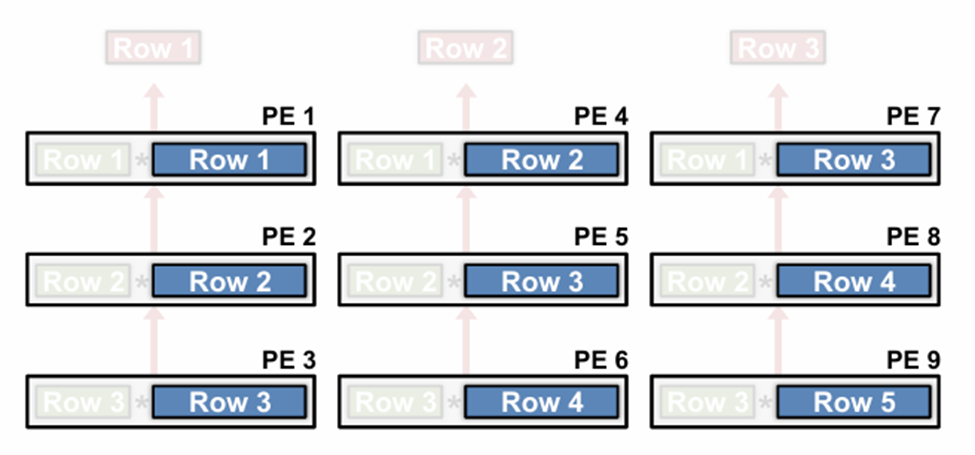 Row 1 Row 2 Row 3
PE 1 PE 4 PE 7
Row 1 * Row 1 Row 1 * Row 2 Row 1 * Row 3
PE 2 PE 5 PE 8
Row 2 * Row 2 Row 2 * Row 3 Row 2 * Row 4
PE 3 PE 6 PE 9
Row 3 * Row 3 Row 3 * Row 4 Row 3 * Row 5